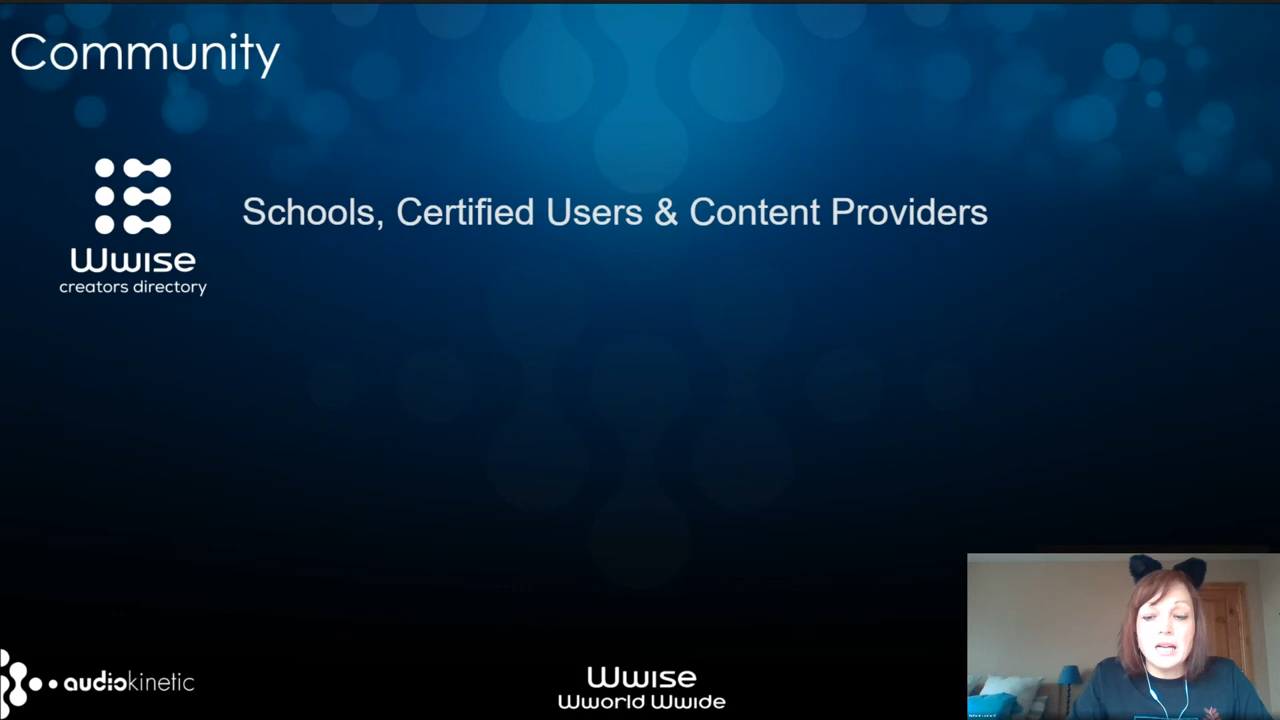 Community
Schools, Certified Users & Content Providers
Wwise
creators directory
audiokinetic
Wwise
Wworld Wwide